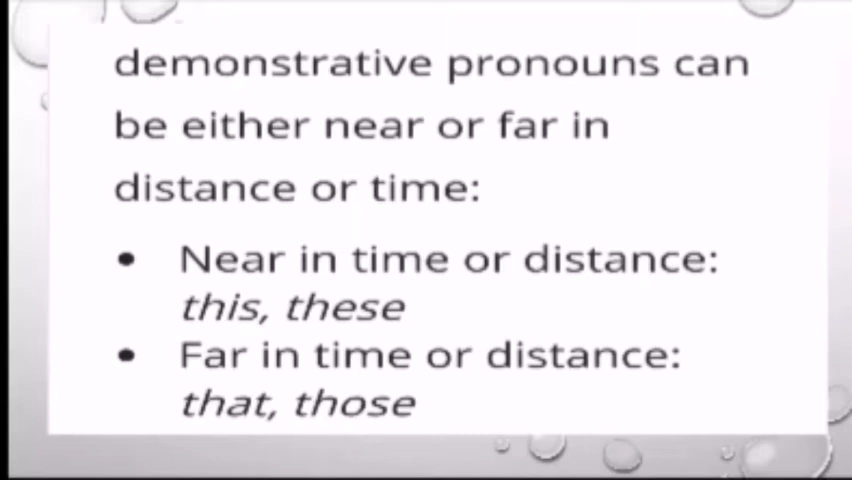 demonstrative pronouns can
be either near or far in
distance or time:
• Near in time or distance:
this, these
• Far in time or distance:
that, those